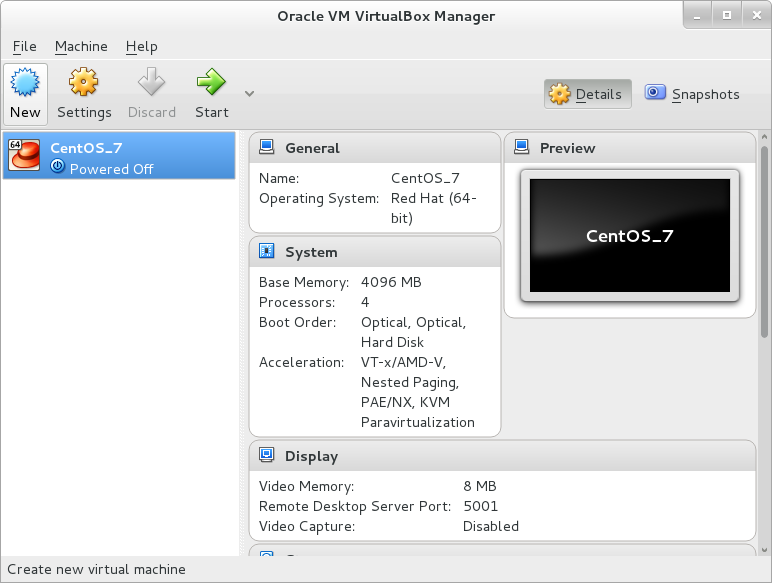 Oracle VM VirtualBox Manager
File Machine Help
New Settings Discard Start Details Snapshots
64
CentOS_7
Powered Off
General
Name: CentOS_7
Operating System: Red Hat (64-
bit)
System
Base Memory: 4096 MB
Processors: 4
Boot Order: Optical, Optical,
Hard Disk
Acceleration: VT-x/AMD-V,
Nested Paging,
PAE/NX, KVM
Paravirtualization
Preview
CentOS_7
Display
Video Memory: 8 MB
Remote Desktop Server Port: 5001
Video Capture: Disabled
Create new virtual machine